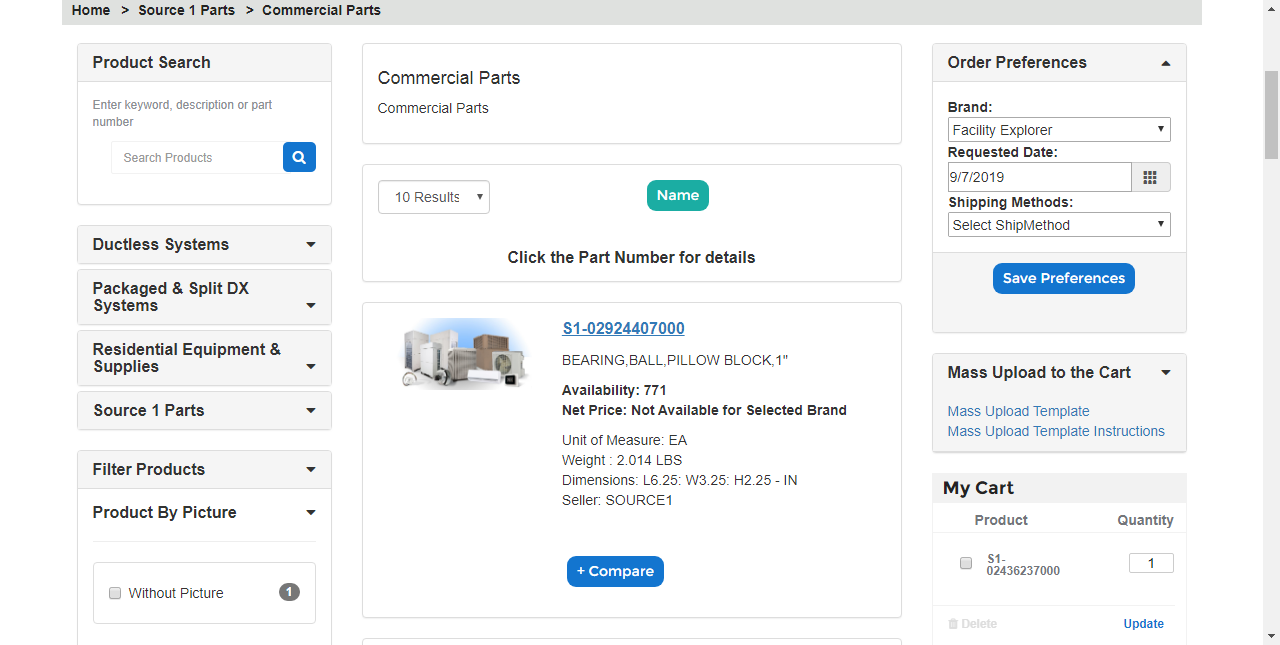 Home > Source 1 Parts > Commercial Parts
Product Search
Enter keyword, description or part
number
Search Products
Ductless Systems
Packaged & Split DX
Systems
Residential Equipment &
Supplies
Source 1 Parts
Filter Products
Product By Picture
Without Picture 1
Commercial Parts
Commercial Parts
10 Results
Name
Click the Part Number for details
S1-02924407000
BEARING,BALL,PILLOW BLOCK,1"
Availability: 771
Net Price: Not Available for Selected Brand
Unit of Measure: EA
Weight : 2.014 LBS
Dimensions: L6.25: W3.25: H2.25 - IN
Seller: SOURCE1
+ Compare
Order Preferences
Brand:
Facility Explorer
Requested Date:
9/7/2019
Shipping Methods:
Select ShipMethod
Save Preferences
Mass Upload to the Cart
Mass Upload Template
Mass Upload Template Instructions
My Cart
Product Quantity
S1-
02436237000
1
Delete Update